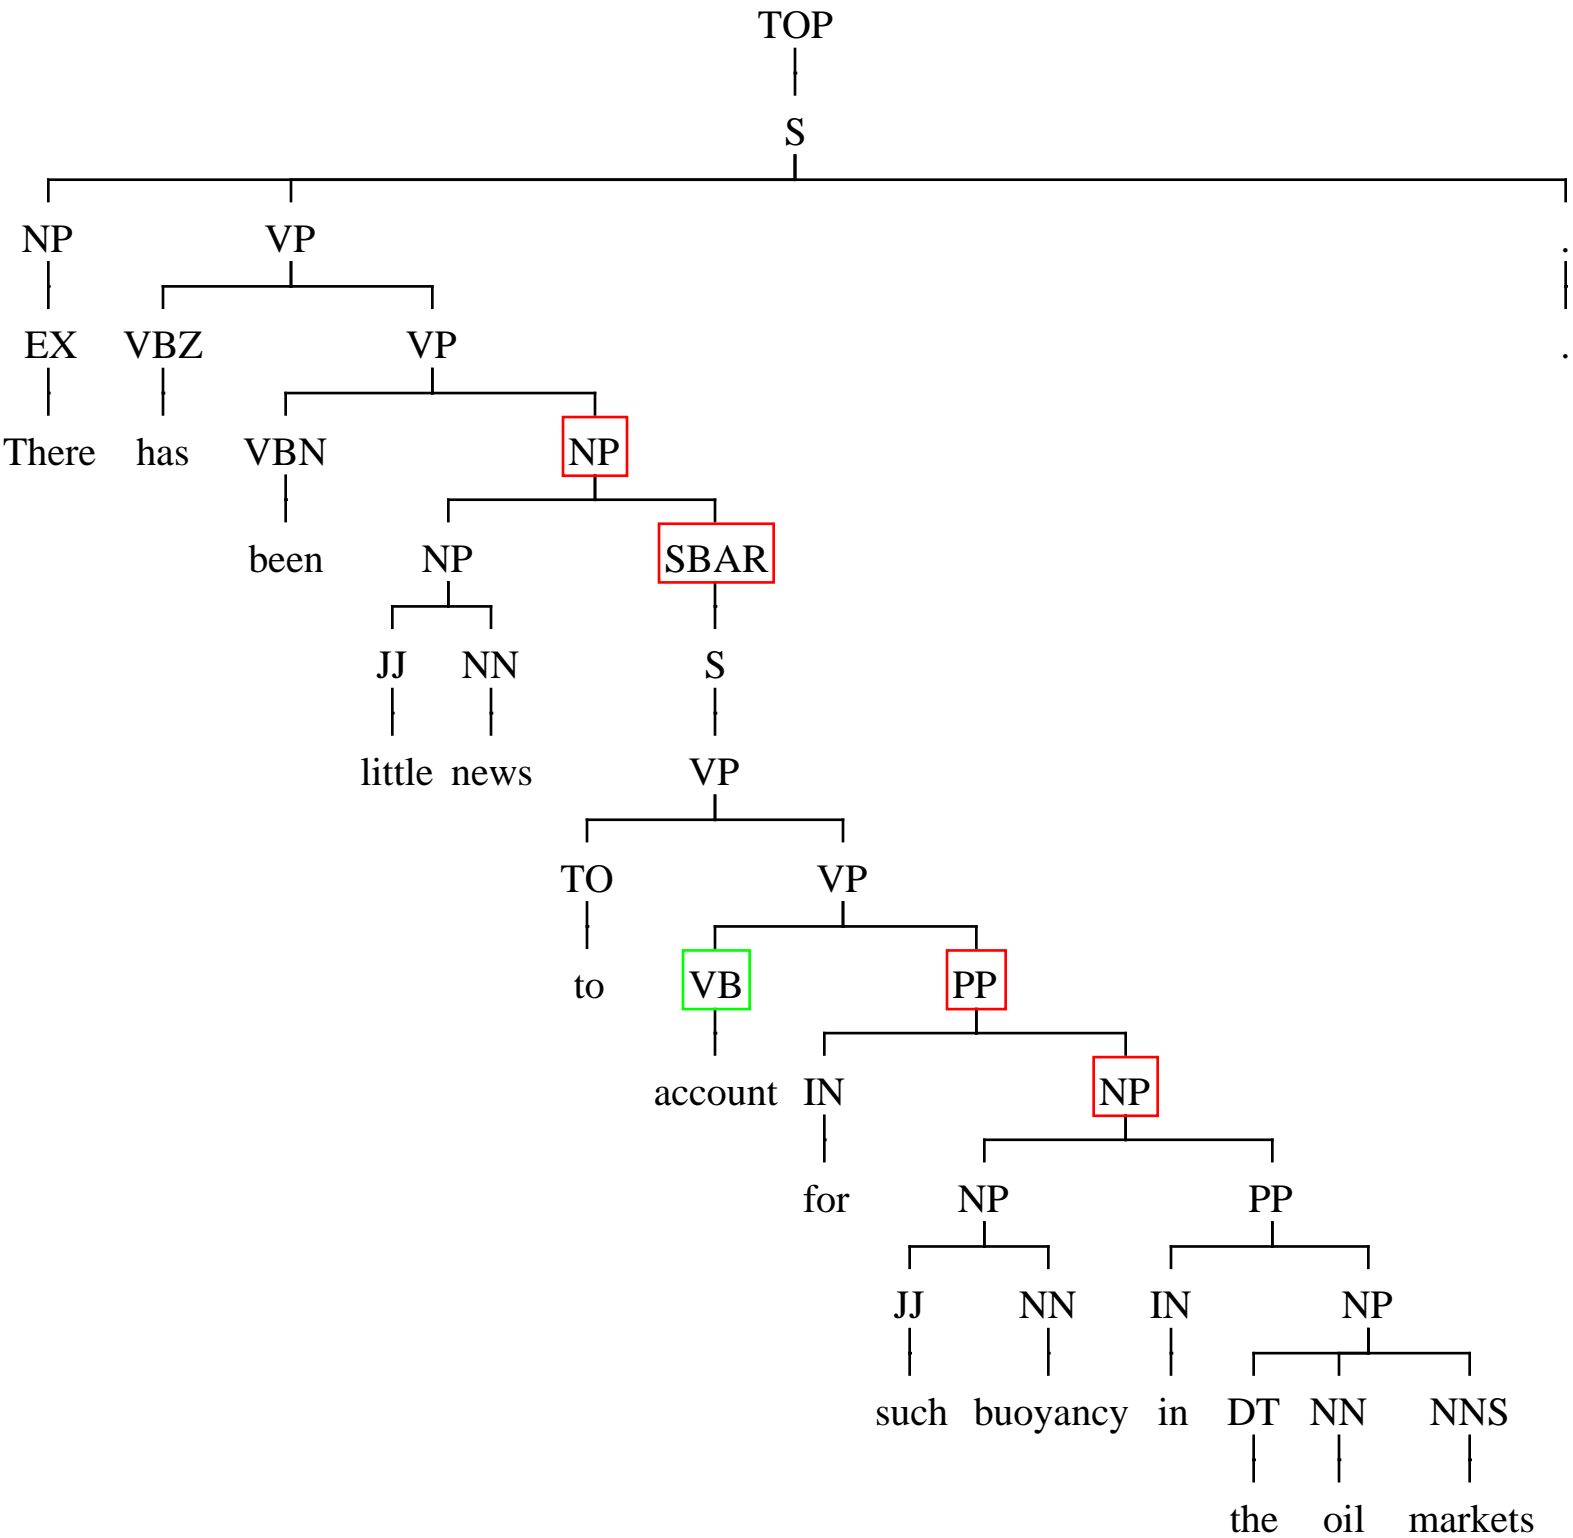 TOP
S
NP VP .
EX VBZ VP .
There has VBN NP
been NP SBAR
JJ NN S
little news VP
TO VP
to VB PP
account IN NP
for NP PP
JJ NN IN NP
such buoyancy in DT NN NNS
the oil markets